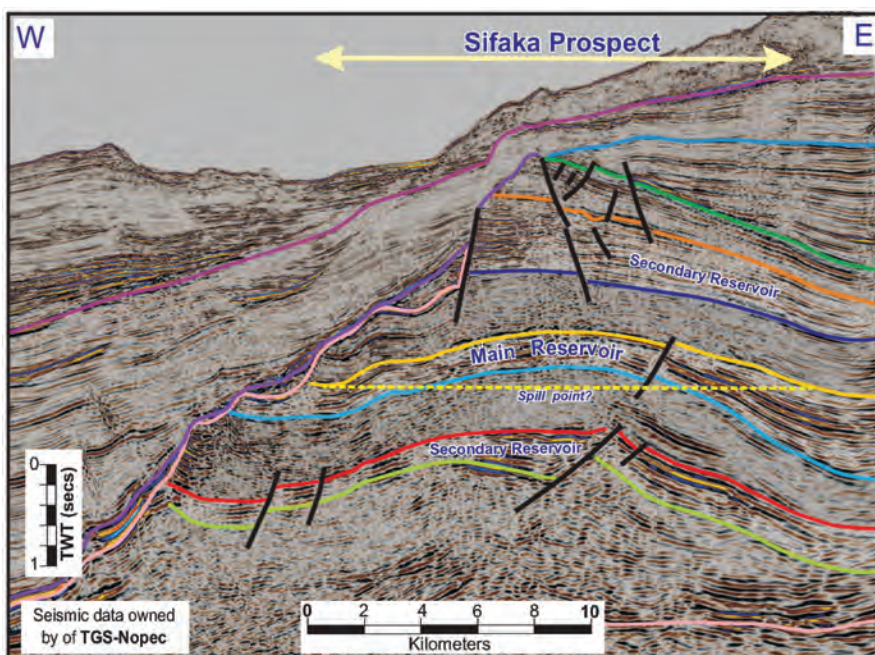 W
Sifaka Prospect
E
Secondary Reservoir
Main Reservoir
Spill point?
Secondary Reservoir
0
1
TWT (secs)
Seismic data owned
by of TGS-Nopec
0 2 4 6 8 10
Kilometers